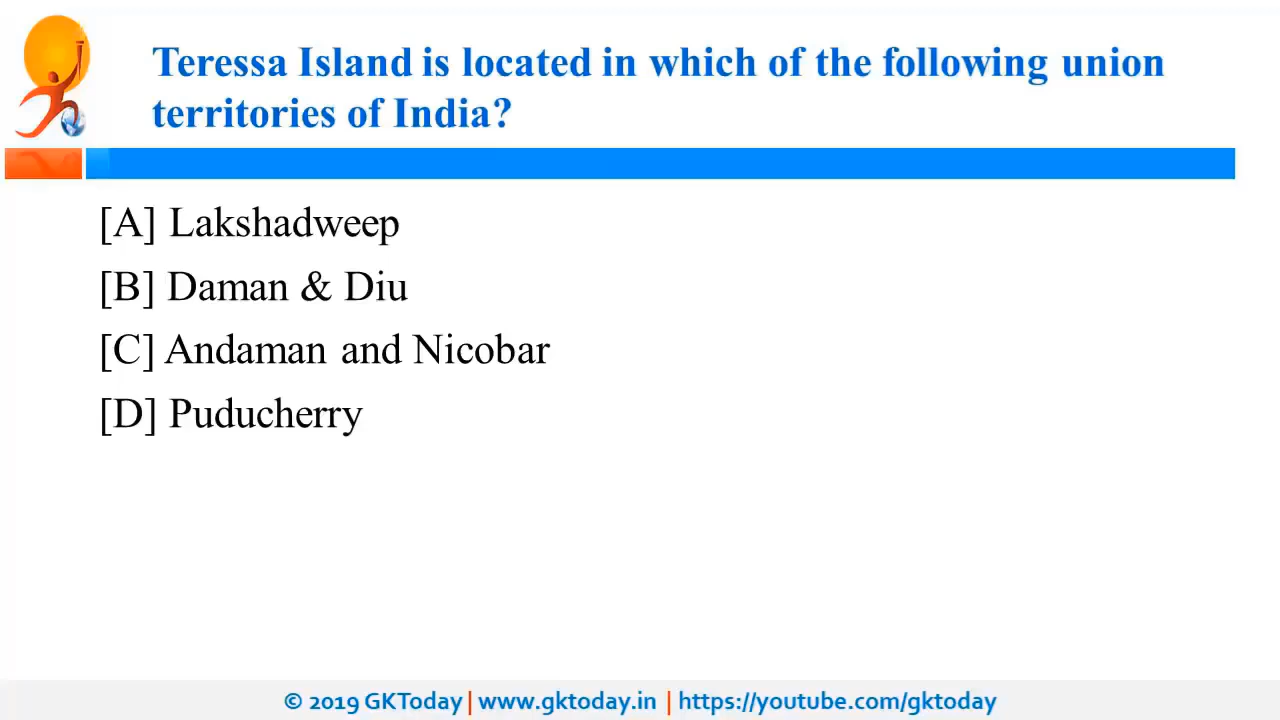 Teressa Island is located in which of the following union
territories of India?
[A] Lakshadweep
[B] Daman & Diu
[C] Andaman and Nicobar
[D] Puducherry
© 2019 GKToday | www.gktoday.in | https://youtube.com/gktoday